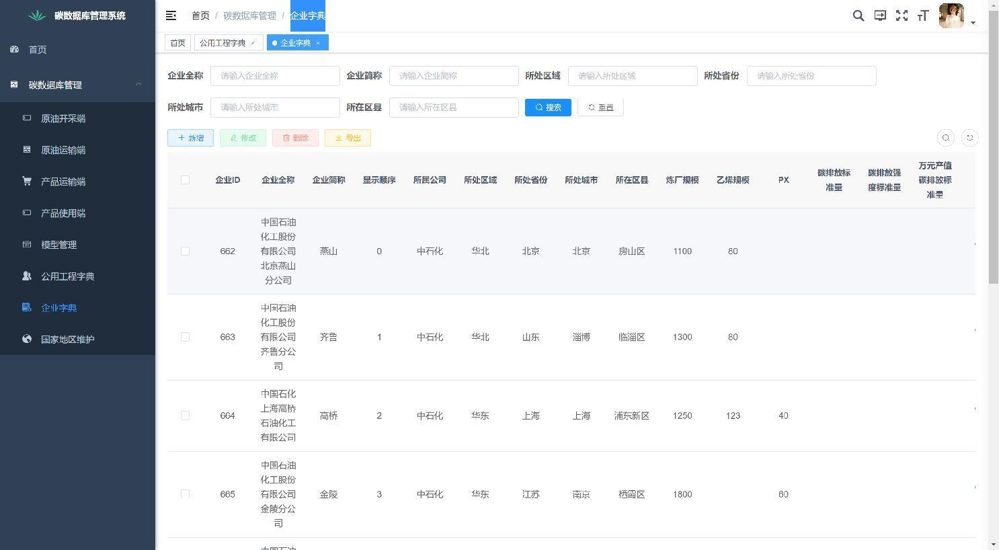 碳数据库管理系统
首页
碳数据库管理
原油开采端
原油运输端
产品运输端
产品使用端
模型管理
公用工程字典
企业字典
国家地区维护
首页 / 碳数据库管理 / 企业字典
首页 公用工程字典 × 企业字典 ×
企业全称 请输入企业全称 企业简称 请输入企业简称 所处区域 请输入所处区域 所处省份 请输入所处省份
所处城市 请输入所处城市 所在区县 请输入所在区县 搜索 重置
新增 修改 删除 导出
企业ID 企业全称 企业简称 显示顺序 所属公司 所处区域 所处省份 所处城市 所在区县 炼厂规模 乙烯规模 PX
碳排放标
准量
碳排放强
度标准量
万元产值
碳排放标
准量
中国石油
化工股份
有限公司
北京燕山
分公司
662 燕山 0 中石化 华北 北京 北京 房山区 1100 80
中国石油
化工股份
有限公司
齐鲁分公
司
663 齐鲁 1 中石化 华北 山东 淄博 临淄区 1300 80
中国石化
上海高桥
石油化工
有限公司
664 高桥 2 中石化 华东 上海 上海 浦东新区 1250 123 40
中国石油
化工股份
有限公司
金陵分公
司
665 金陵 3 中石化 华东 江苏 南京 栖霞区 1800 60
中国石油